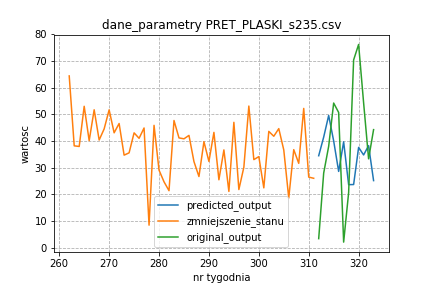 dane_parametry PRET_PLASKI_s235.csv
80
70
60
50
40
30
20
10
0
wartosc
predicted_output
zmniejszenie_stanu
original_output
260 270 280 290 300 310 320
nr tygodnia